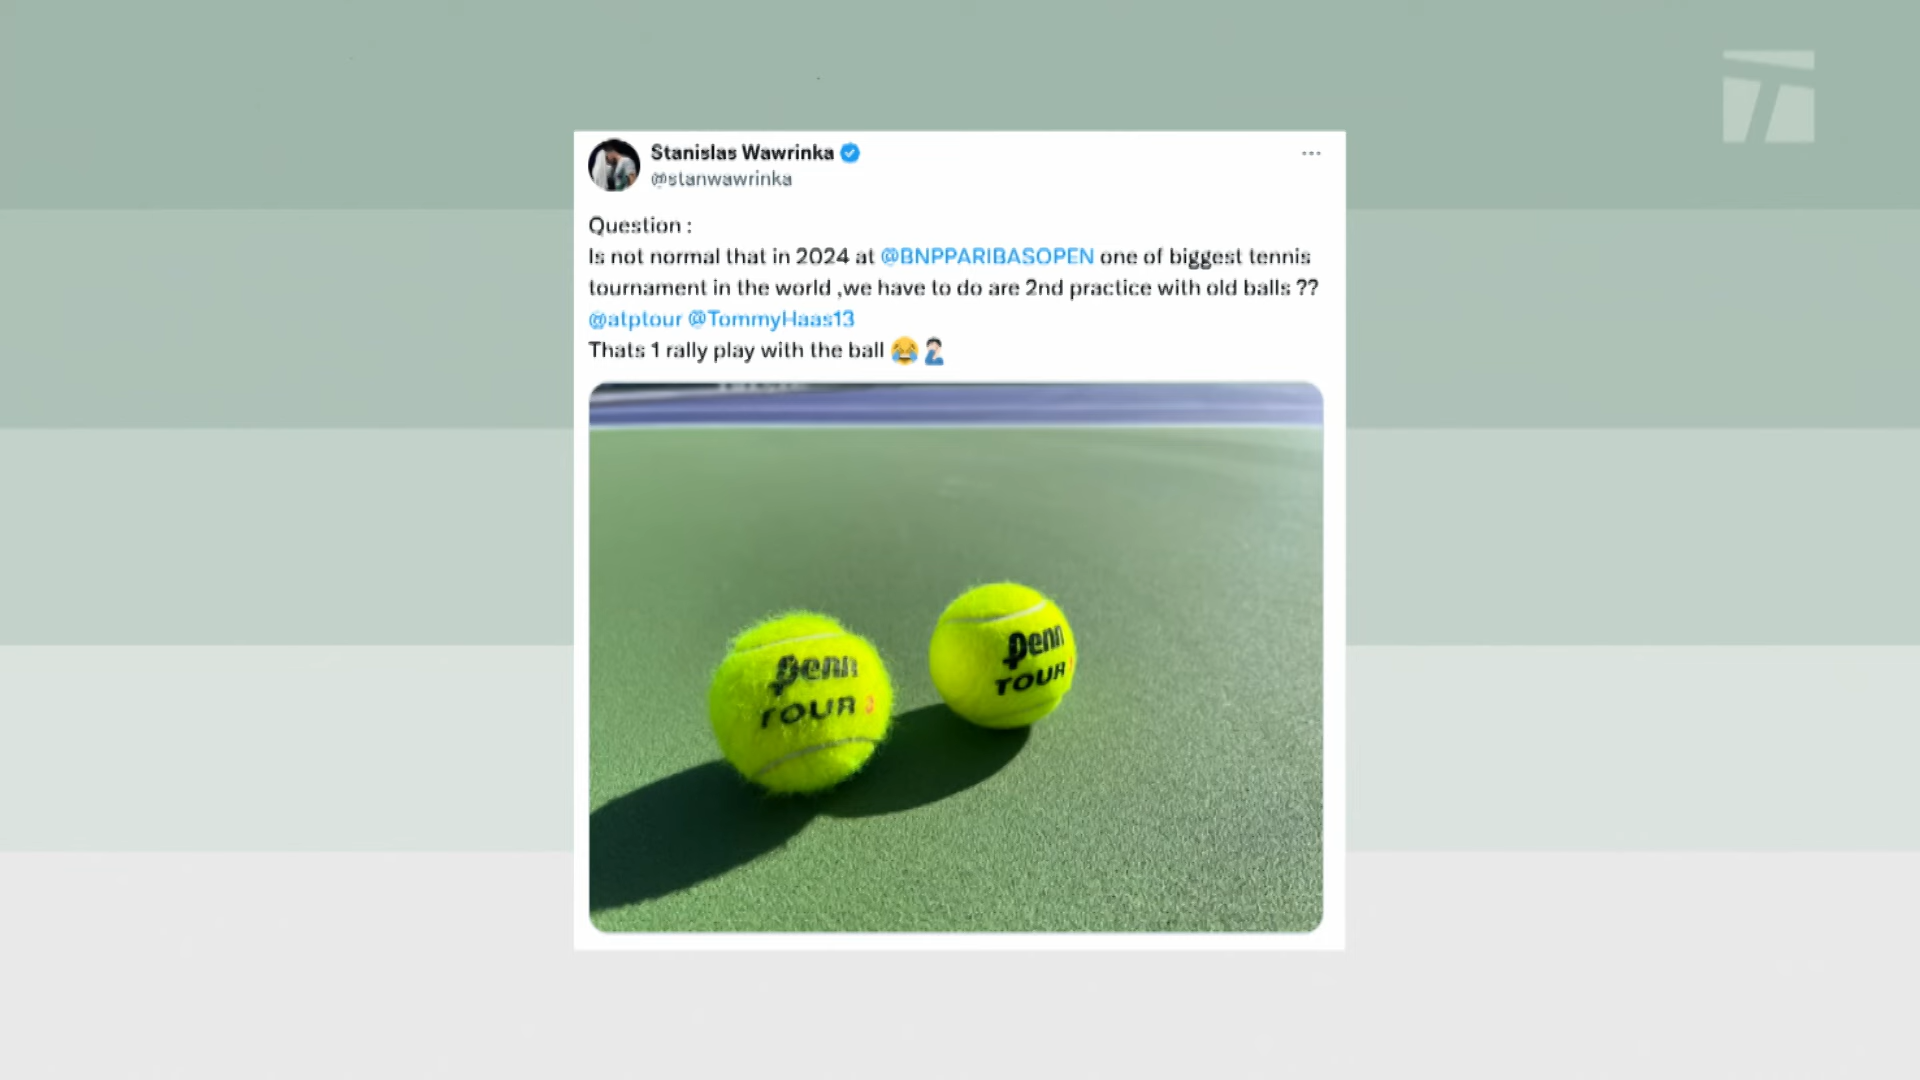 Stanislas Wawrinka
@stanwawrinka
Question :
Is not normal that in 2024 at @BNPPARIBASOPEN one of biggest tennis
tournament in the world ,we have to do are 2nd practice with old balls ??
@atptour @TommyHaas13
Thats 1 rally play with the ball 😂🤦🏻‍♂️
Penn
TOUR 3
Penn
TOUR